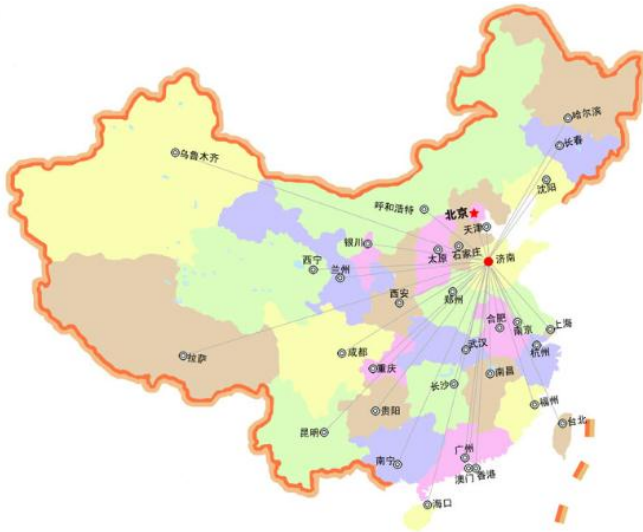 哈尔滨
长春
乌鲁木齐
沈阳
呼和浩特
北京
天津
银川
石家庄
太原
济南
西宁
兰州
西安
郑州
合肥
南京
上海
武汉
杭州
成都
拉萨
重庆
南昌
长沙
贵阳
福州
台北
昆明
广州
南宁
澳门
香港
海口